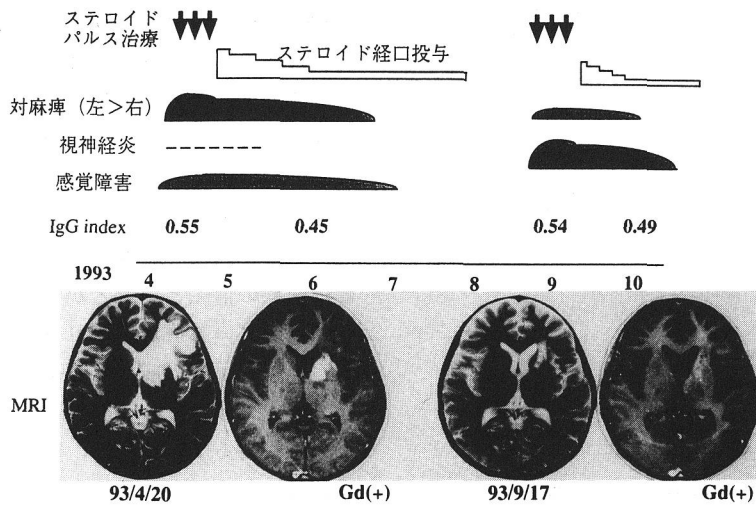 ステロイド
パルス治療
ステロイド経口投与
対麻痺（左＞右）
視神経炎
感覚障害
IgG index 0.55 0.45 0.54 0.49
1993 4 5 6 7 8 9 10
MRI
93/4/20 Gd(+) 93/9/17 Gd(+)